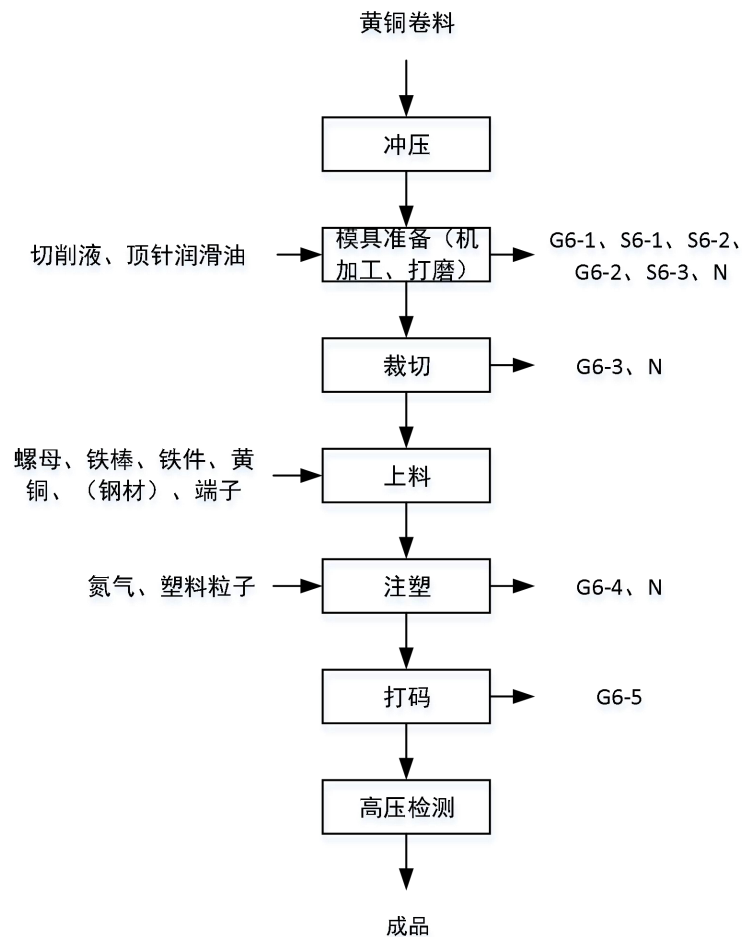 黄铜卷料
冲压
切削液、顶针润滑油
模具准备（机
加工、打磨）
G6-1、S6-1、S6-2、
G6-2、S6-3、N
裁切
G6-3、N
螺母、铁棒、铁件、黄
铜、（钢材）、端子
上料
氮气、塑料粒子
注塑
G6-4、N
打码
G6-5
高压检测
成品